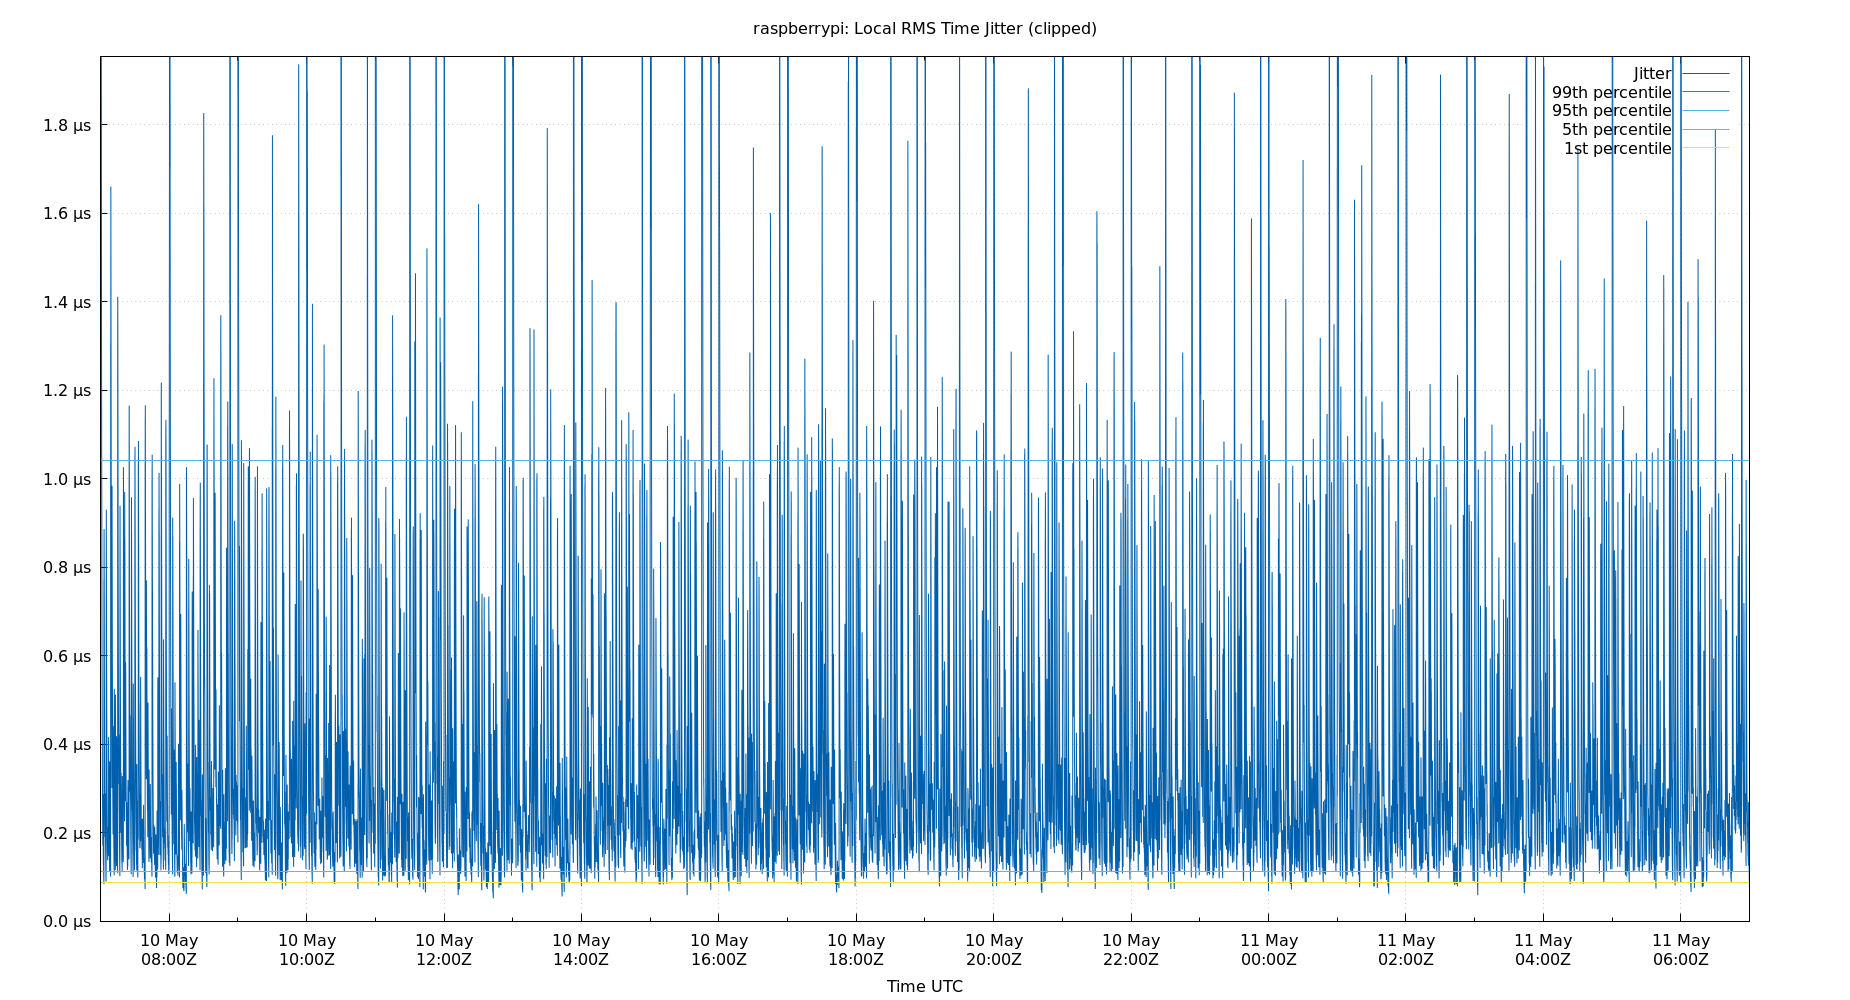 raspberrypi: Local RMS Time Jitter (clipped)
Jitter
99th percentile
95th percentile
5th percentile
1st percentile
1.8 µs
1.6 µs
1.4 µs
1.2 µs
1.0 µs
0.8 µs
0.6 µs
0.4 µs
0.2 µs
0.0 µs
10 May 10 May 10 May 10 May 10 May 10 May 10 May 10 May 11 May 11 May 11 May 11 May
08:00Z 10:00Z 12:00Z 14:00Z 16:00Z 18:00Z 20:00Z 22:00Z 00:00Z 02:00Z 04:00Z 06:00Z
Time UTC